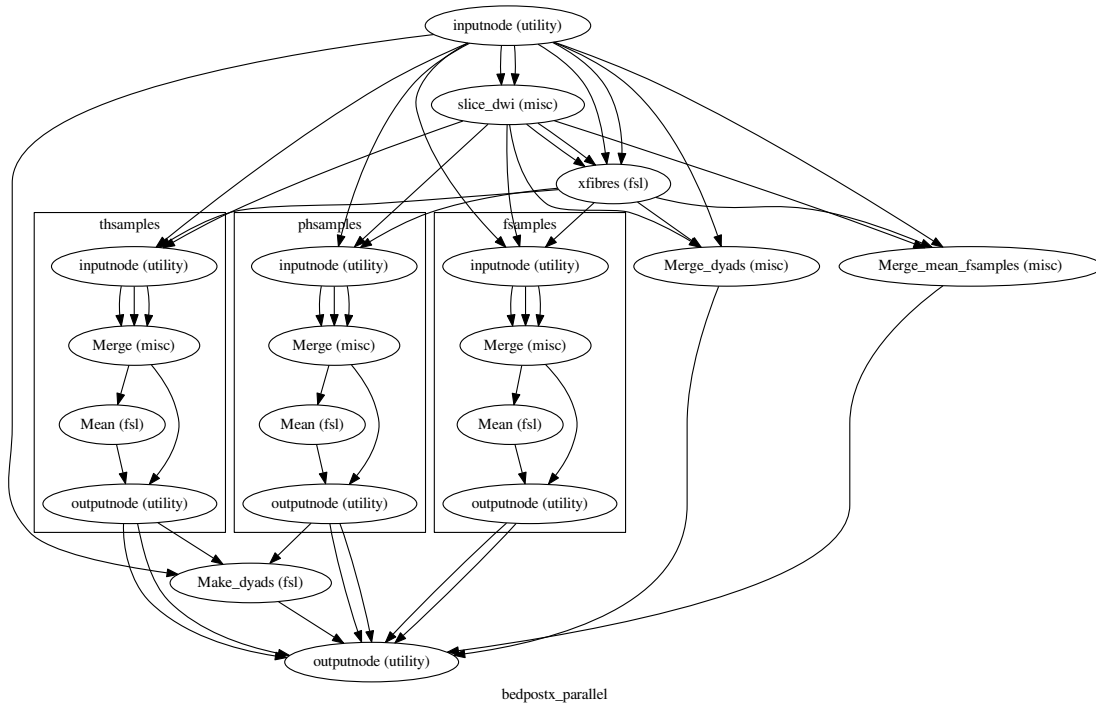 inputnode (utility)
slice_dwi (misc)
xfibres (fsl)
thsamples
phsamples
fsamples
inputnode (utility)
inputnode (utility)
inputnode (utility)
Merge_dyads (misc)
Merge_mean_fsamples (misc)
Merge (misc)
Merge (misc)
Merge (misc)
Mean (fsl)
Mean (fsl)
Mean (fsl)
outputnode (utility)
outputnode (utility)
outputnode (utility)
Make_dyads (fsl)
outputnode (utility)
bedpostx_parallel